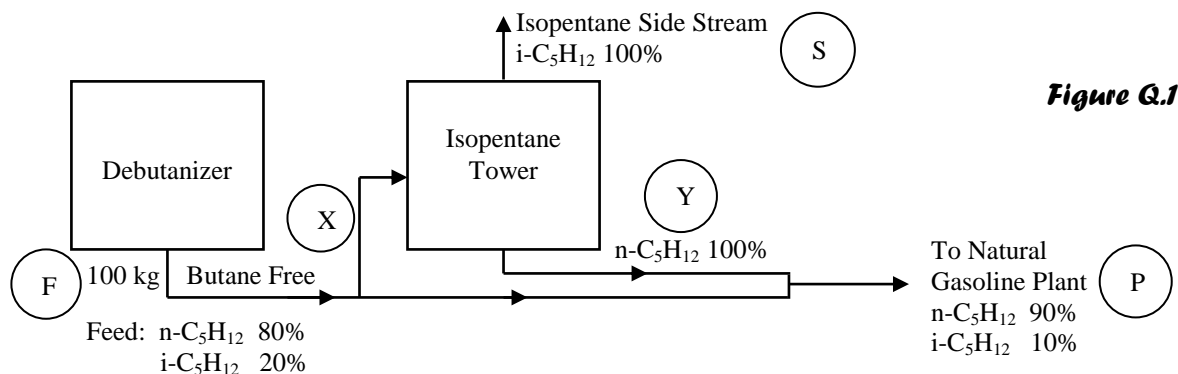 Isopentane Side Stream
i-C₅H₁₂ 100%
S
Figure Q.1
Debutanizer
Isopentane
Tower
X
Y
n-C₅H₁₂ 100%
F
100 kg
Butane Free
Feed: n-C₅H₁₂ 80%
i-C₅H₁₂ 20%
To Natural
Gasoline Plant
n-C₅H₁₂ 90%
i-C₅H₁₂ 10%
P